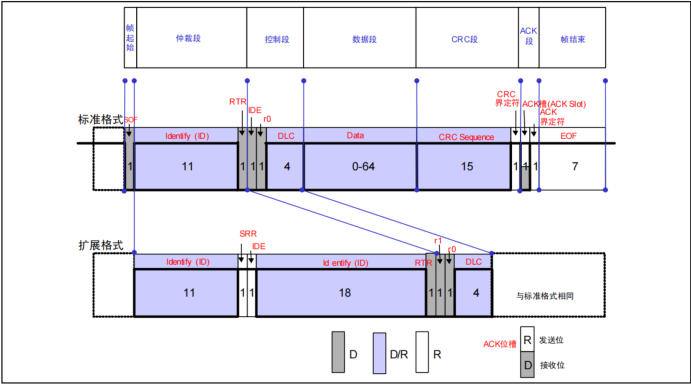 帧起始 仲裁段 控制段 数据段 CRC段 ACK段 帧结束
CRC界定符 ACK槽(ACK Slot) ACK界定符
标准格式 SOF RTR IDE r0
Identify (ID) DLC Data CRC Sequence EOF
1 11 1 1 1 4 0-64 15 1 1 1 7
扩展格式 SRR IDE r1 r0
Identify (ID) Id entify (ID) RTR DLC
11 1 1 18 1 1 1 4 与标准格式相同
D D/R R
ACK位槽 R 发送位
D 接收位